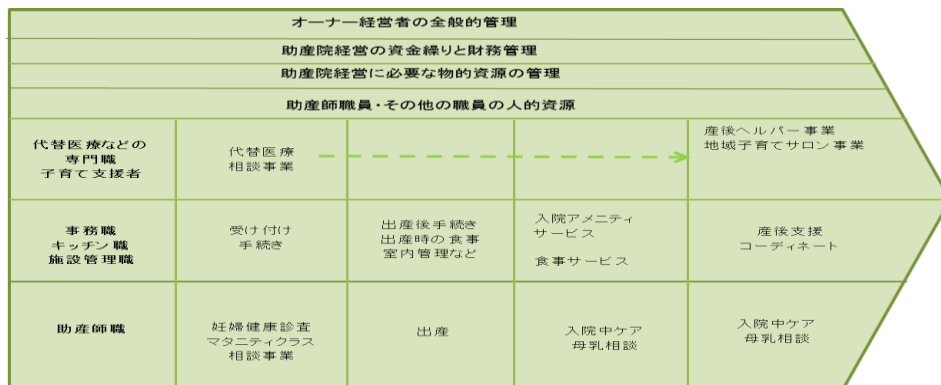 オーナー経営者の全般的管理
助産院経営の資金繰りと財務管理
助産院経営に必要な物的資源の管理
助産師職員・その他の職員の人的資源
代替医療などの
専門職
子育て支援者
代替医療
相談事業
産後ヘルパー事業
地域子育てサロン事業
事務職
キッチン職
施設管理職
受け付け
手続き
出産後手続き
出産時の食事
室内管理など
入院アメニティ
サービス
食事サービス
産後支援
コーディネート
助産師職
妊婦健康診査
マタニティクラス
相談事業
出産
入院中ケア
母乳相談
入院中ケア
母乳相談